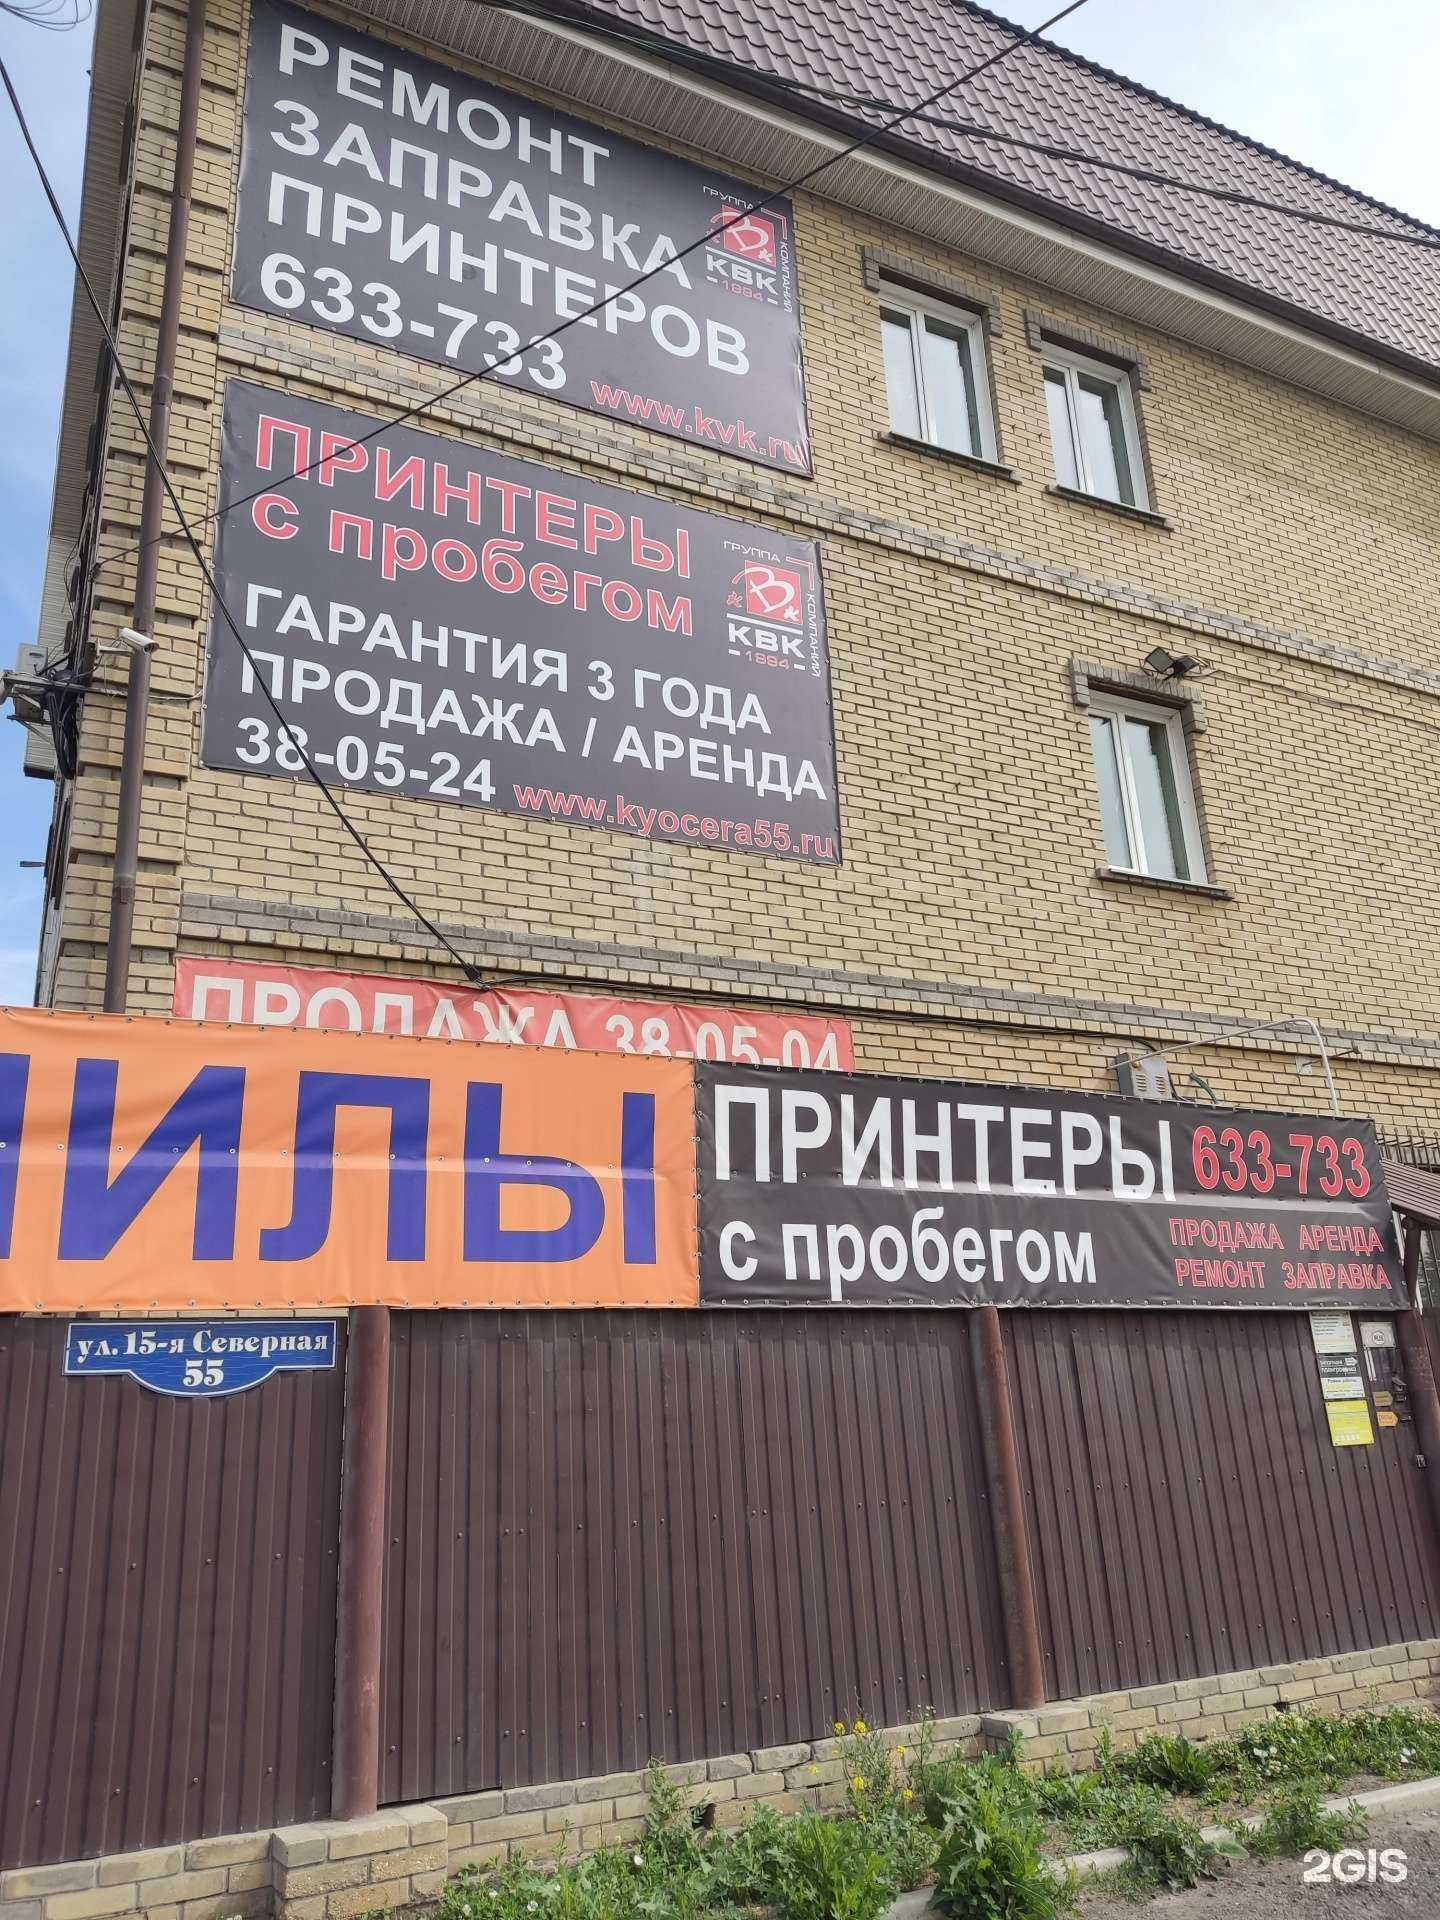 РЕМОНТ
ЗАПРАВКА
ПРИНТЕРОВ
633-733
www.kvk.ru
ГРУППА
КОМПАНИЙ
КВК
1994
ПРИНТЕРЫ
с пробегом
ГАРАНТИЯ 3 ГОДА
ПРОДАЖА / АРЕНДА
38-05-24
www.kyocera55.ru
ГРУППА
КОМПАНИЙ
КВК
1994
ПРОДАЖА 38-05-04
ИЛЫ
ПРИНТЕРЫ
с пробегом
633-733
ПРОДАЖА АРЕНДА
РЕМОНТ ЗАПРАВКА
ул. 15-я Северная
55
2GIS